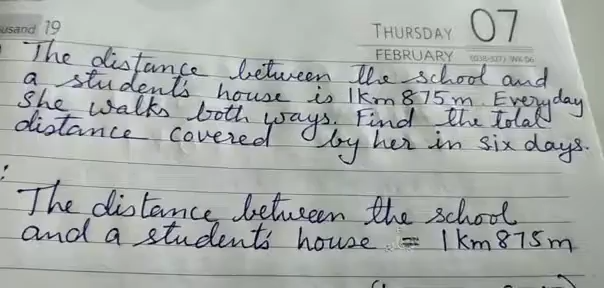 usand 19
THURSDAY 07
FEBRUARY
The distance between the school and
a student's house is 1km 875m. Everyday
She walks both ways. Find the total
distance covered by her in six days.
The distance between the school
and a student's house = 1km 875m